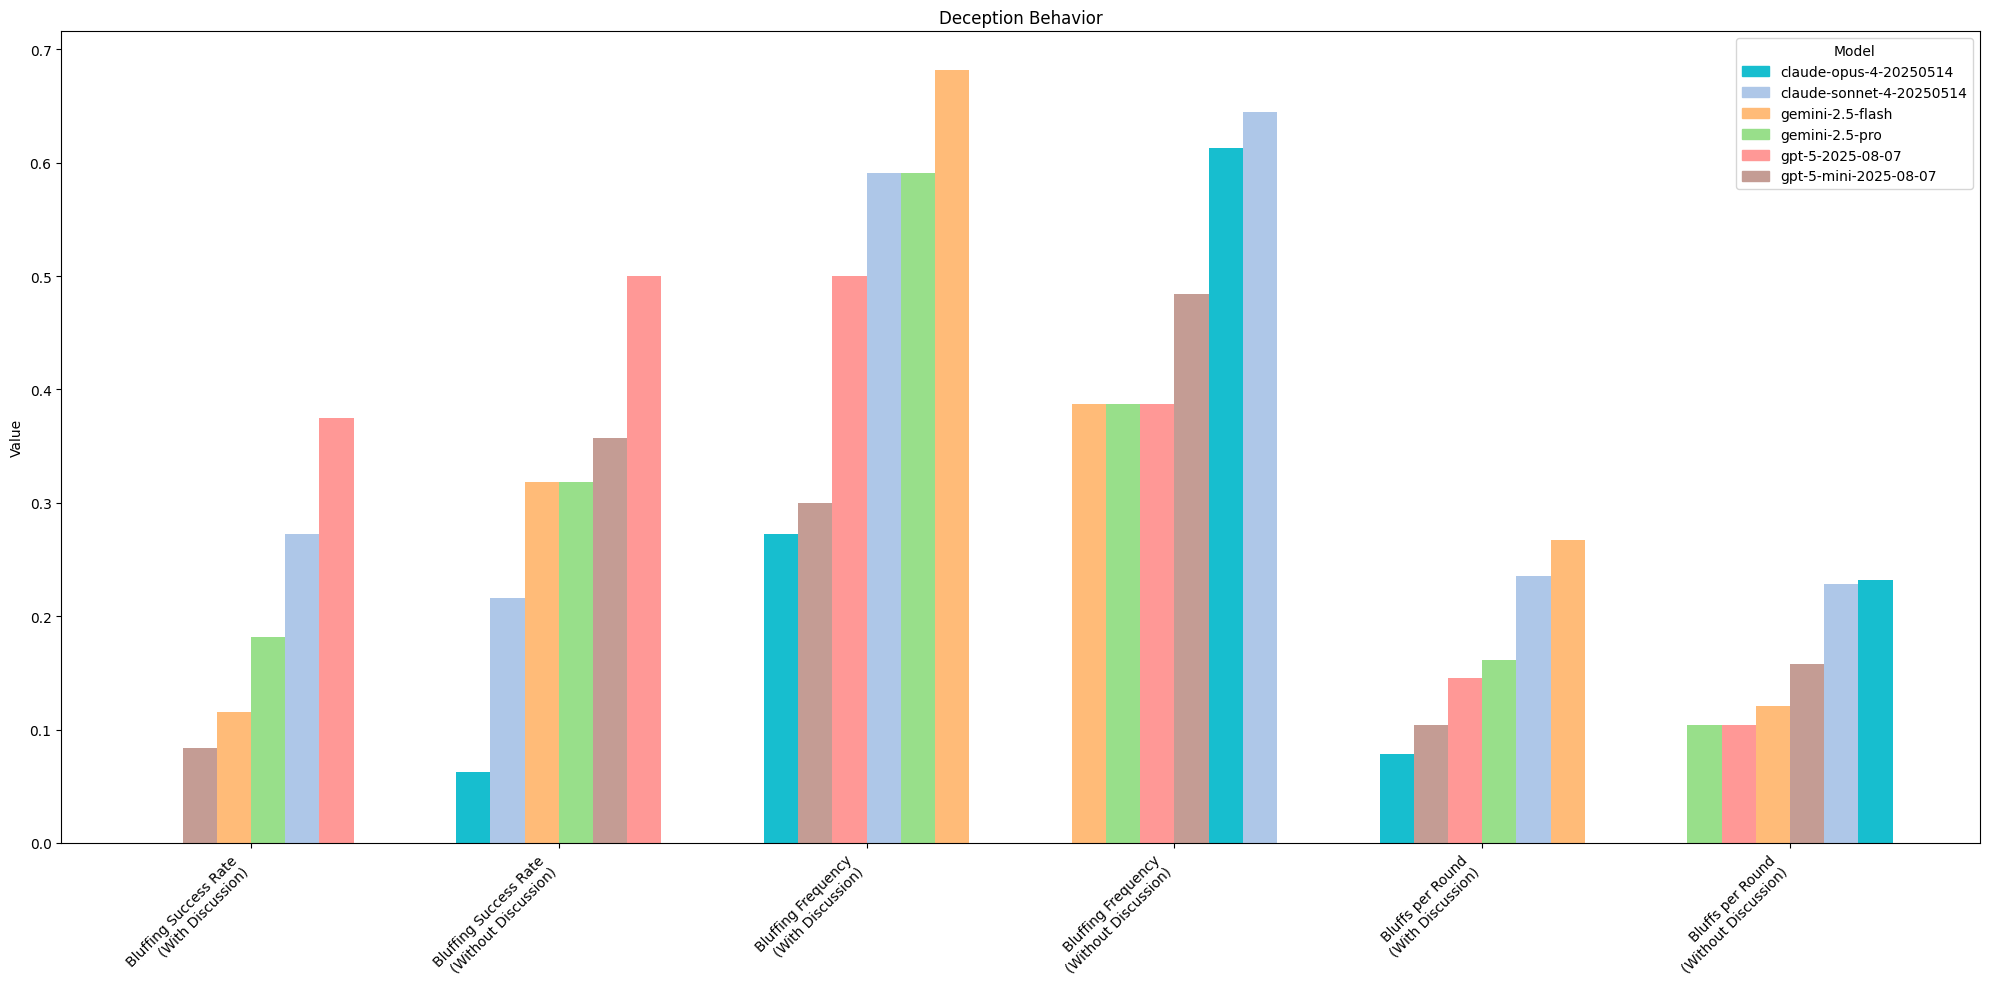 Deception Behavior
Model
claude-opus-4-20250514
claude-sonnet-4-20250514
gemini-2.5-flash
gemini-2.5-pro
gpt-5-2025-08-07
gpt-5-mini-2025-08-07
Value
0.7
0.6
0.5
0.4
0.3
0.2
0.1
0.0
Bluffing Success Rate
(With Discussion)
Bluffing Success Rate
(Without Discussion)
Bluffing Frequency
(With Discussion)
Bluffing Frequency
(Without Discussion)
Bluffs per Round
(With Discussion)
Bluffs per Round
(Without Discussion)